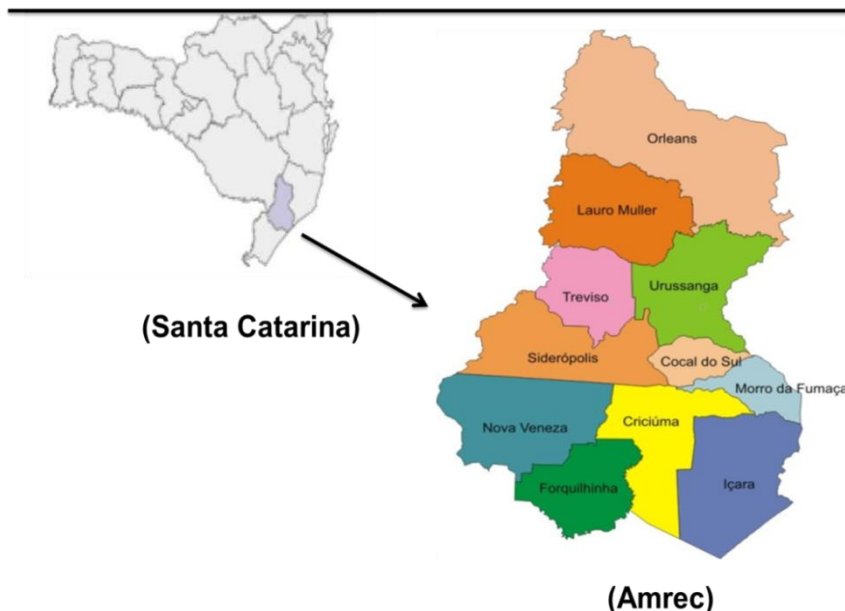 Orleans
Lauro Muller
Urussanga
Treviso
(Santa Catarina)
Siderópolis
Cocal do Sul
Morro da Fumaça
Nova Veneza
Criciúma
Içara
Forquilhinha
(Amrec)